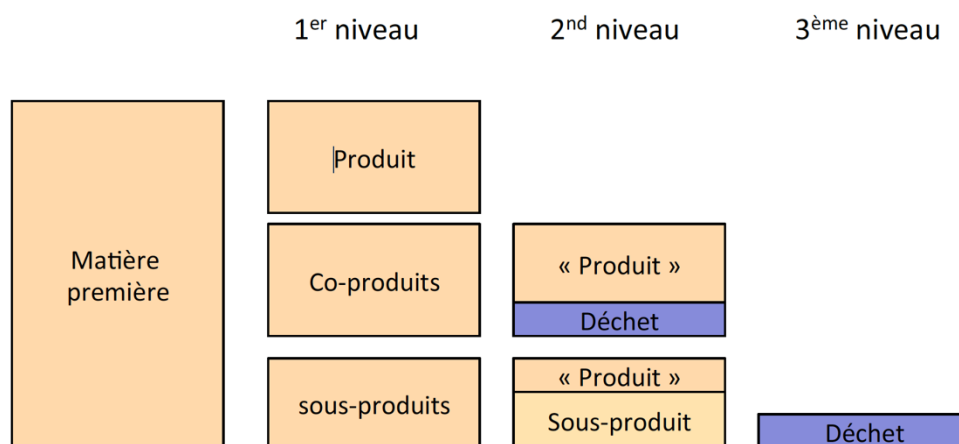 1er niveau
2nd niveau
3ème niveau
Produit
Matière
première
Co-produits
« Produit »
Déchet
sous-produits
« Produit »
Sous-produit
Déchet